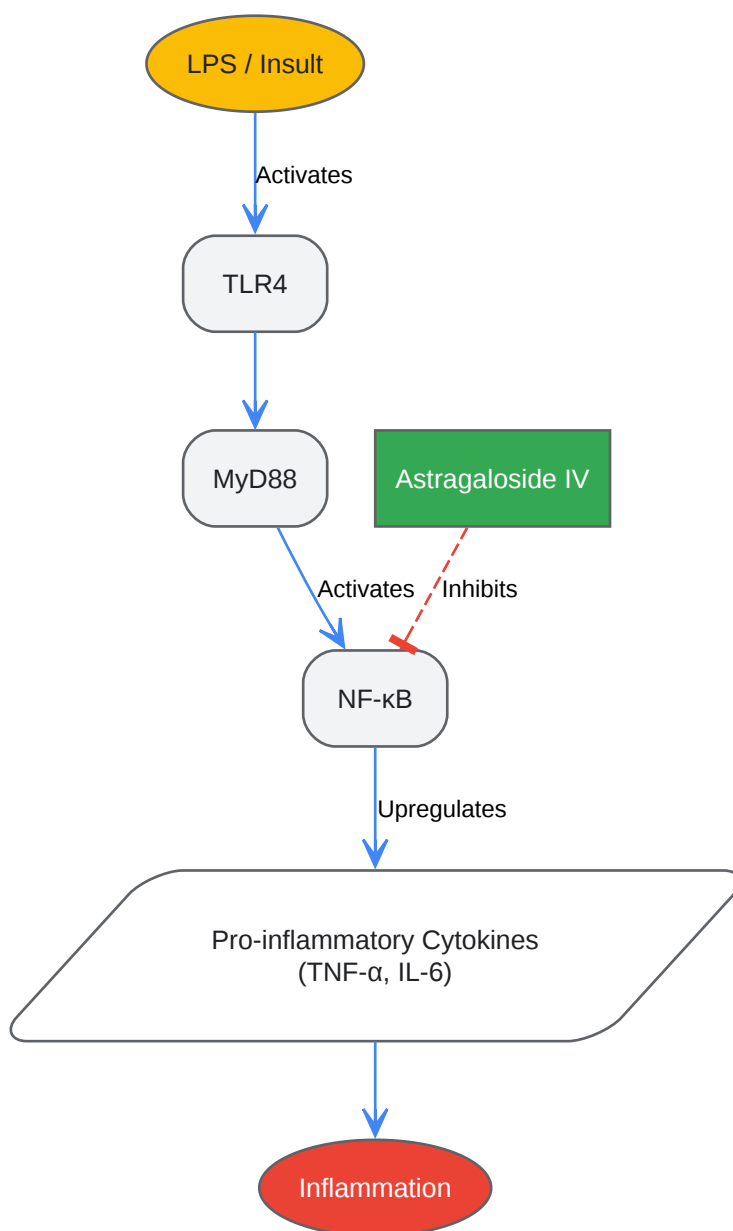 LPS / Insult
Activates
TLR4
MyD88
Astragaloside IV
Activates
Inhibits
NF-κB
Upregulates
Pro-inflammatory Cytokines
(TNF-α, IL-6)
Inflammation